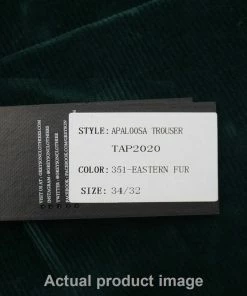 STYLE: APALOOSA TROUSER
TAP2020
COLOR: 351-EASTERN FUR
SIZE: 34/32
Actual product image